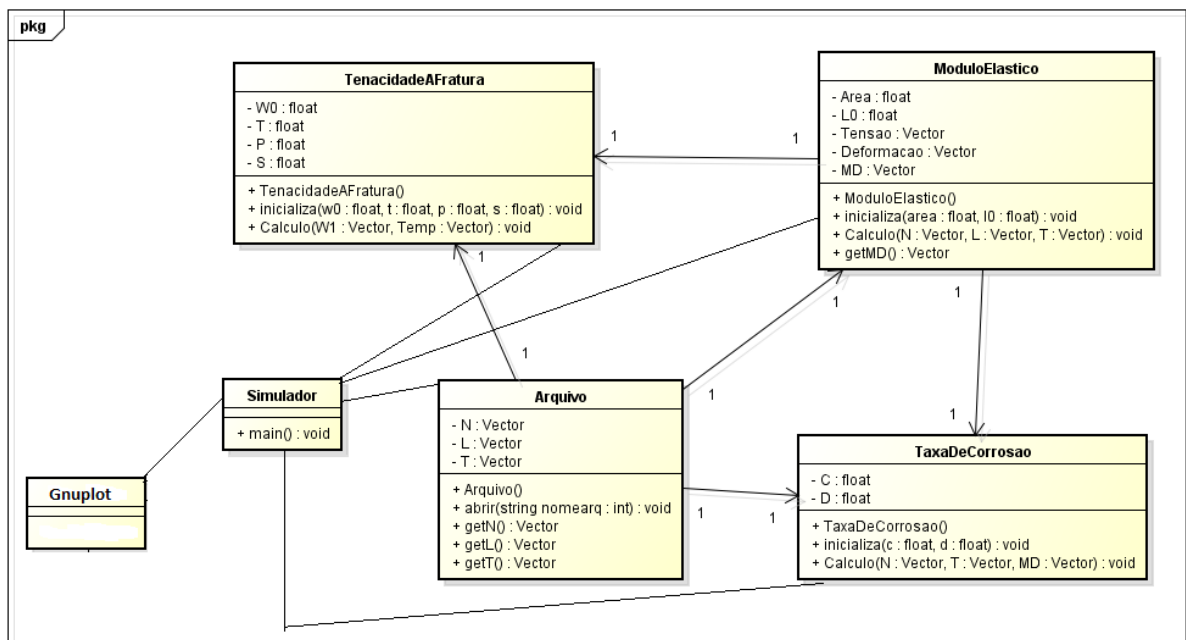 pkg
TenacidadeAFratura
- W0 : float
- T : float
- P : float
- S : float
+ TenacidadeAFratura()
+ inicializa(w0 : float, t : float, p : float, s : float) : void
+ Calculo(W1 : Vector, Temp : Vector) : void
ModuloElastico
- Area : float
- L0 : float
- Tensao : Vector
- Deformacao : Vector
- MD : Vector
+ ModuloElastico()
+ inicializa(area : float, l0 : float) : void
+ Calculo(N : Vector, L : Vector, T : Vector) : void
+ getMD() : Vector
1
1
1
1
1
1
1
1
1
1
Simulador
+ main() : void
Arquivo
- N : Vector
- L : Vector
- T : Vector
+ Arquivo()
+ abrir(string nomearq : int) : void
+ getN() : Vector
+ getL() : Vector
+ getT() : Vector
TaxaDeCorrosao
- C : float
- D : float
+ TaxaDeCorrosao()
+ inicializa(c : float, d : float) : void
+ Calculo(N : Vector, T : Vector, MD : Vector) : void
Gnuplot